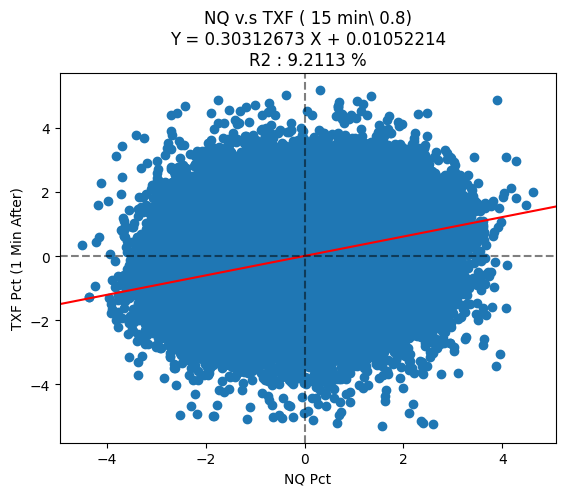 NQ v.s TXF ( 15 min\ 0.8)
Y = 0.30312673 X + 0.01052214
R2 : 9.2113 %
TXF Pct (1 Min After)
4
2
0
−2
−4
−4 −2 0 2 4
NQ Pct